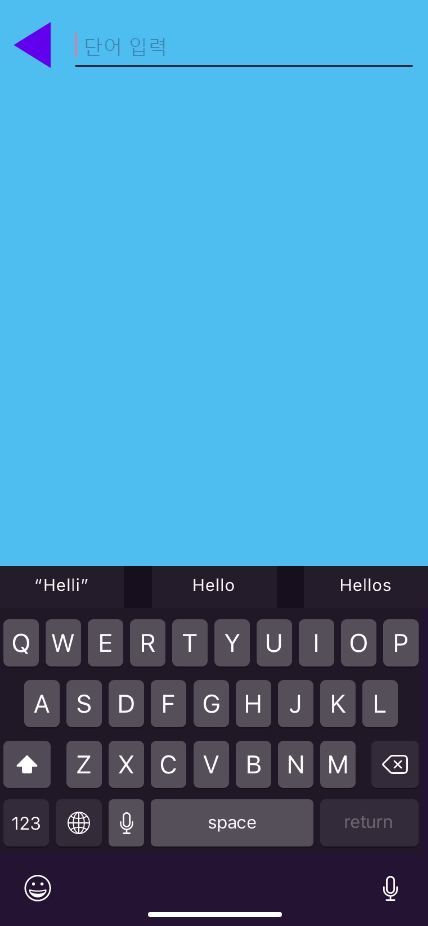 단어 입력
“Helli” Hello Hellos
Q W E R T Y U I O P
A S D F G H J K L
Z X C V B N M
123 space return